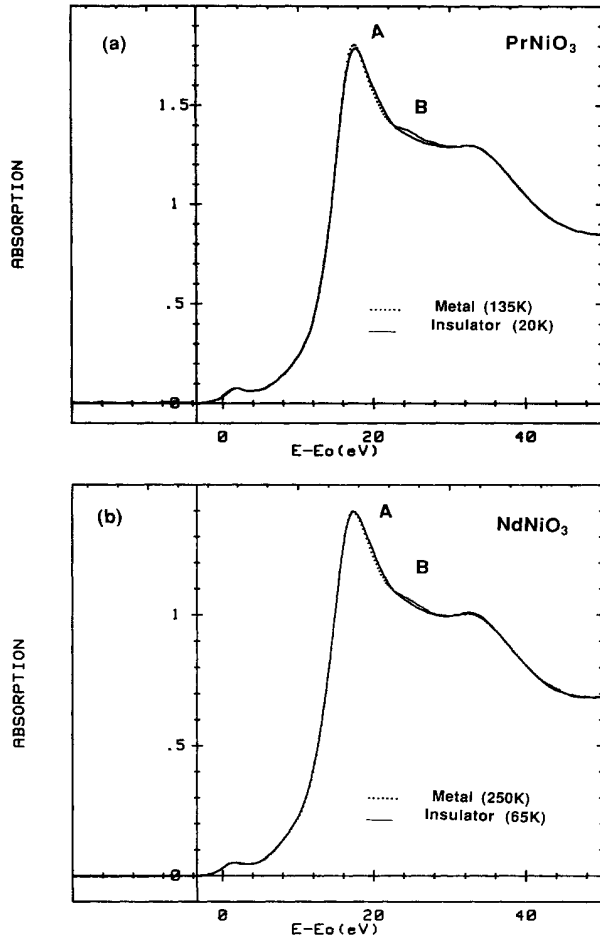 (a)
A
PrNiO₃
B
1.5
1
.5
0
ABSORPTION
Metal (135K)
Insulator (20K)
0 20 40
E-Eo(eV)
(b)
A
NdNiO₃
B
1
.5
0
ABSORPTION
Metal (250K)
Insulator (65K)
0 20 40
E-Eo(eV)